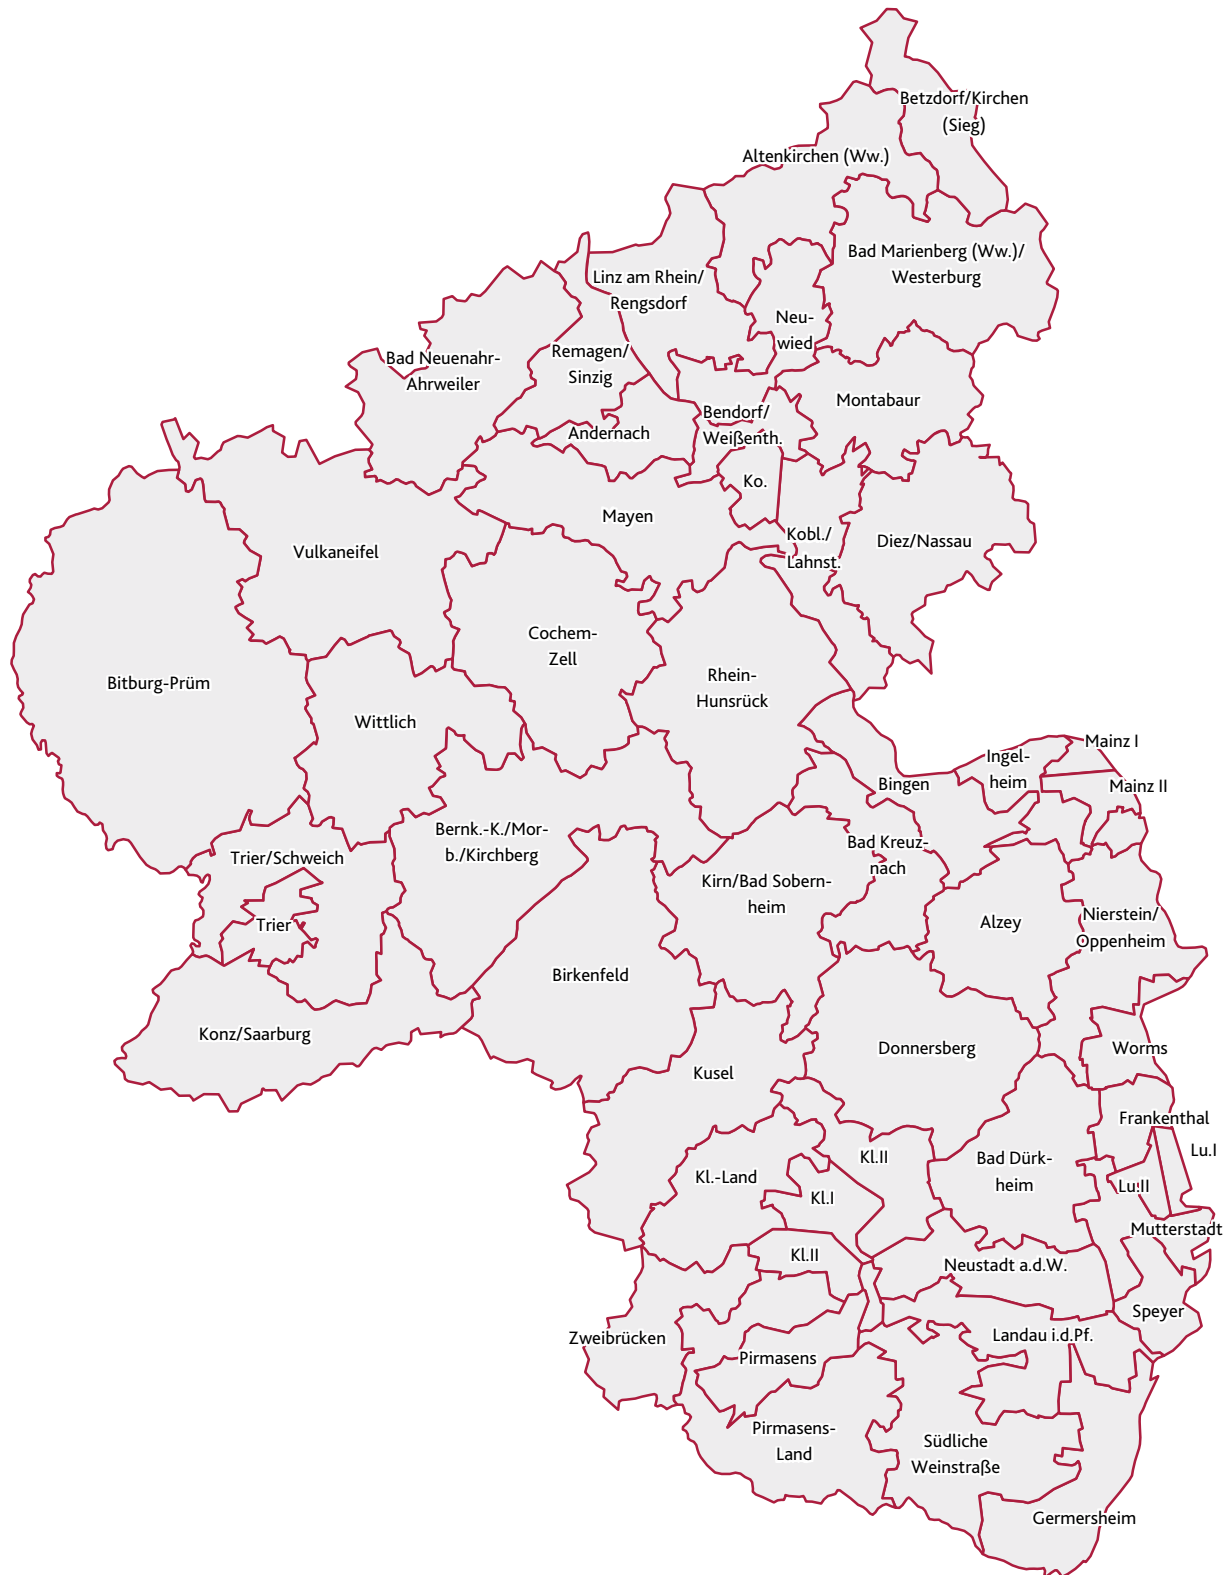 Betzdorf/Kirchen
(Sieg)
Altenkirchen (Ww.)
Bad Marienberg (Ww.)/
Westerburg
Linz am Rhein/
Rengsdorf
Neu-
wied
Remagen/
Sinzig
Bad Neuenahr-
Ahrweiler
Montabaur
Bendorf/
Weißenth.
Andernach
Ko.
Mayen
Kobl./
Lahnst.
Diez/Nassau
Vulkaneifel
Cochem-
Zell
Bitburg-Prüm
Rhein-
Hunsrück
Wittlich
Mainz I
Ingel-
heim
Bingen
Mainz II
Bernk.-K./Mor-
b./Kirchberg
Bad Kreuz-
nach
Trier/Schweich
Kirn/Bad Sobern-
heim
Trier
Alzey
Nierstein/
Oppenheim
Birkenfeld
Konz/Saarburg
Donnersberg
Worms
Kusel
Frankenthal
Lu.I
Kl.II
Bad Dürk-
heim
Kl.-Land
Kl.I
Lu.II
Mutterstadt
Kl.II
Neustadt a.d.W.
Speyer
Zweibrücken
Landau i.d.Pf.
Pirmasens
Pirmasens-
Land
Südliche
Weinstraße
Germersheim